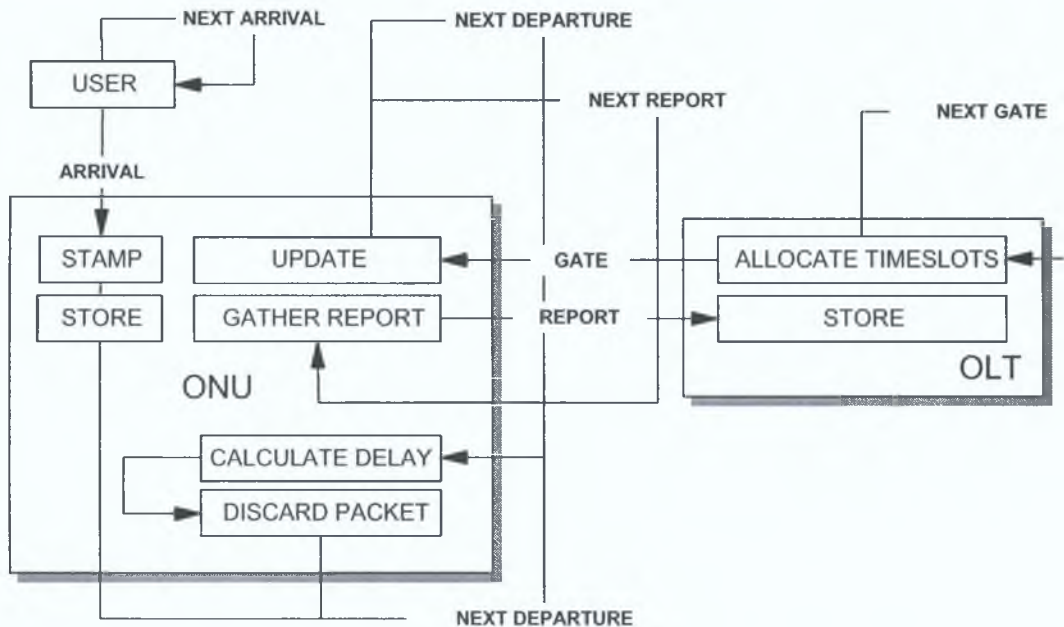 NEXT ARRIVAL
NEXT DEPARTURE
USER
NEXT REPORT
NEXT GATE
ARRIVAL
STAMP
UPDATE
GATE
ALLOCATE TIMESLOTS
STORE
GATHER REPORT
REPORT
STORE
ONU
OLT
CALCULATE DELAY
DISCARD PACKET
NEXT DEPARTURE